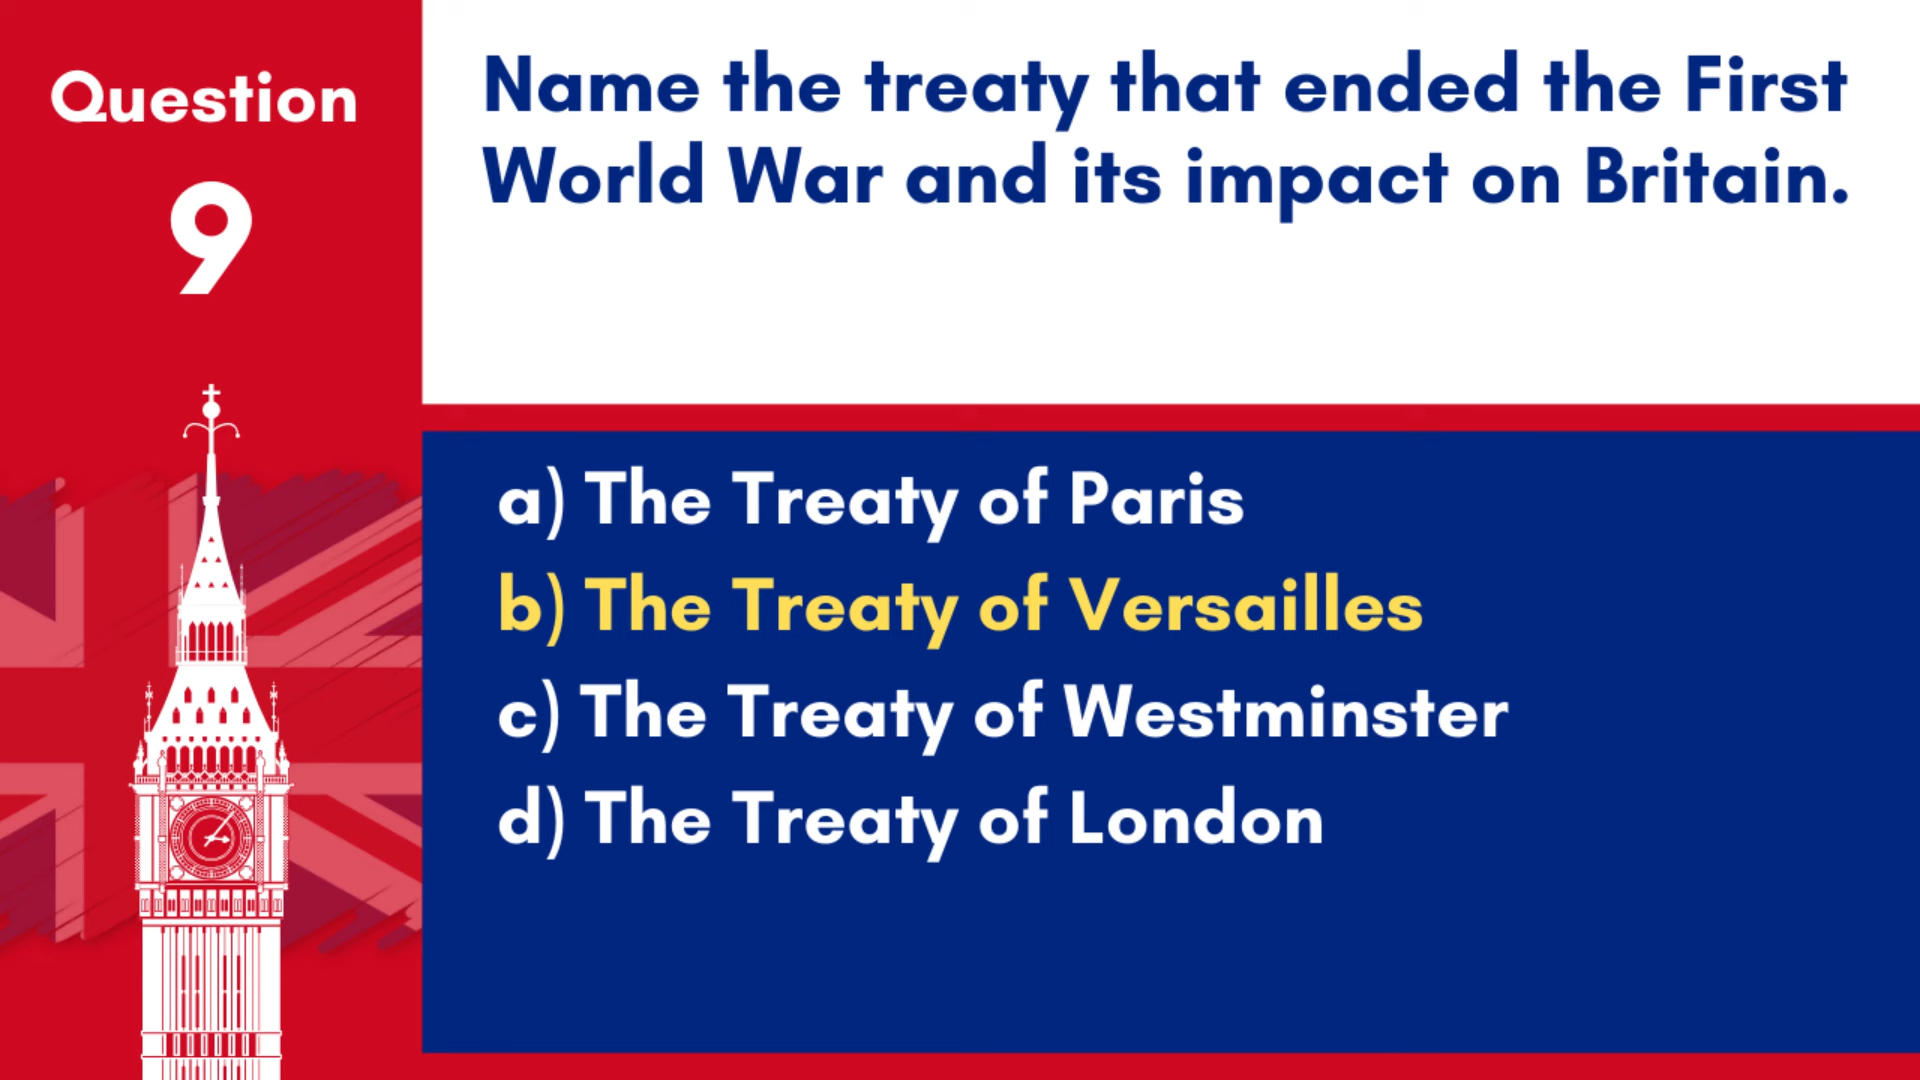 Question
9
Name the treaty that ended the First
World War and its impact on Britain.
a) The Treaty of Paris
b) The Treaty of Versailles
c) The Treaty of Westminster
d) The Treaty of London